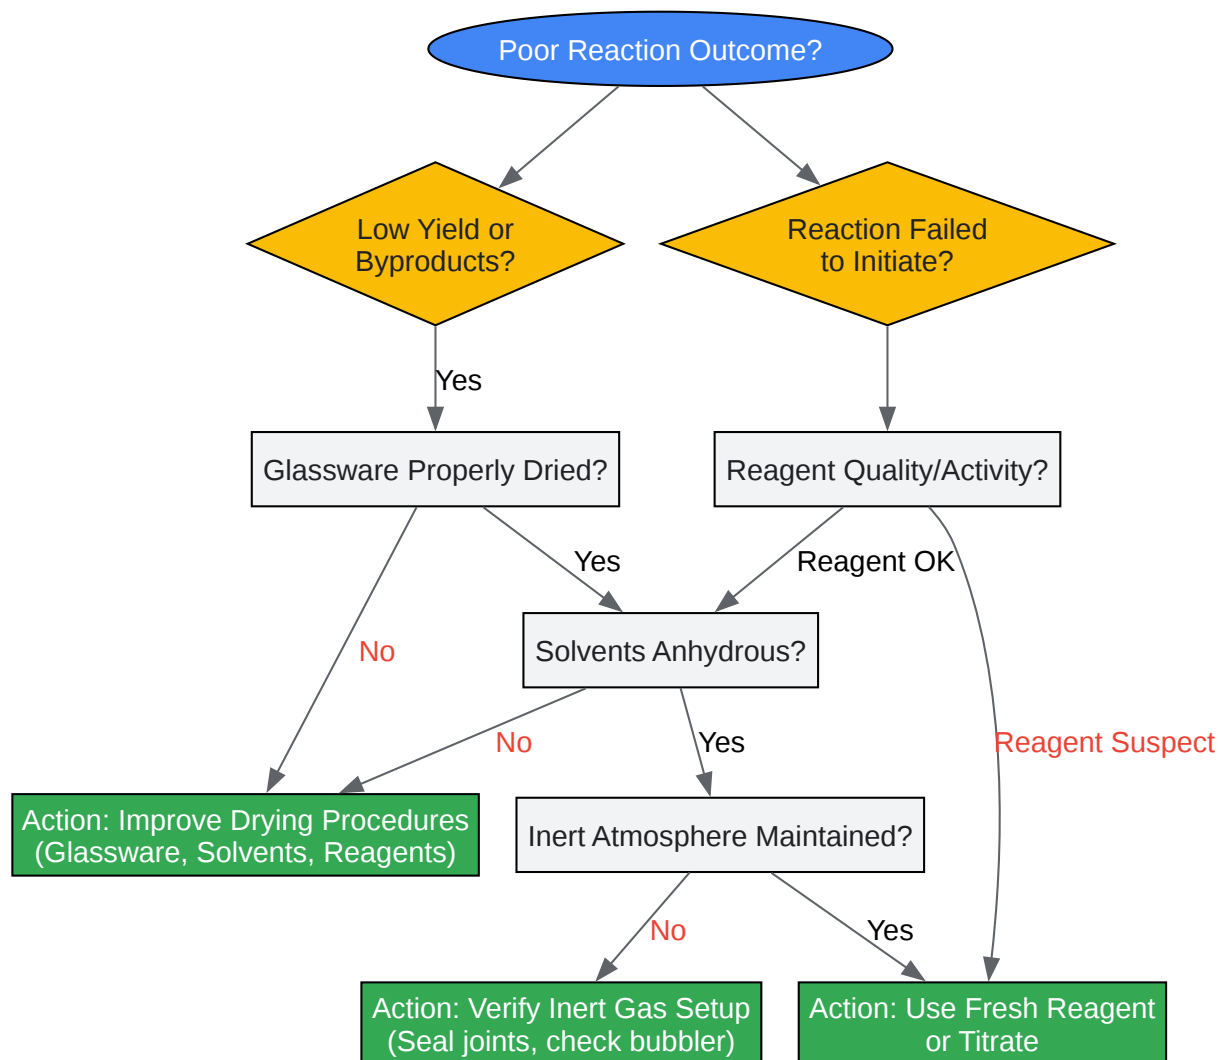 Poor Reaction Outcome?
Low Yield or
Byproducts?
Reaction Failed
to Initiate?
Yes
Glassware Properly Dried?
Reagent Quality/Activity?
Yes
Reagent OK
No
Solvents Anhydrous?
No
Yes
Reagent Suspect
Action: Improve Drying Procedures
(Glassware, Solvents, Reagents)
Inert Atmosphere Maintained?
No
Yes
Action: Verify Inert Gas Setup
(Seal joints, check bubbler)
Action: Use Fresh Reagent
or Titrate